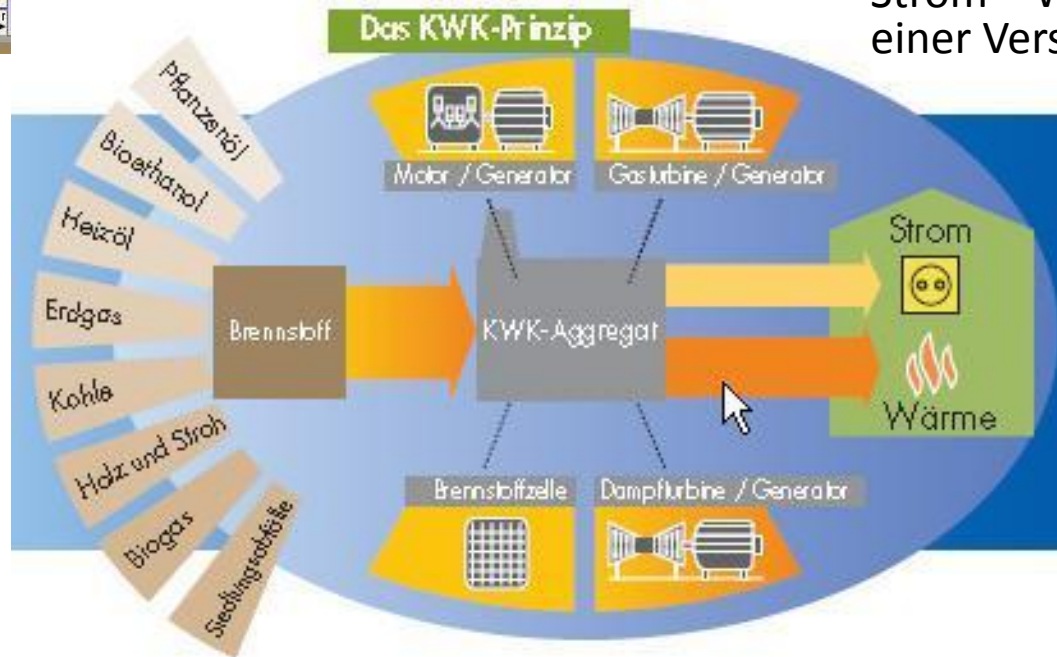 Strom
einer Vers
Das KWK-Prinzip
Pflanzenöl
Bioethanol
Heizöl
Erdgas
Kohle
Holz und Stroh
Biogas
Siedlungsabfälle
Brennstoff
Motor / Generator
Gasturbine / Generator
KWK-Aggregat
Brennstoffzelle
Dampfturbine / Generator
Strom
Wärme